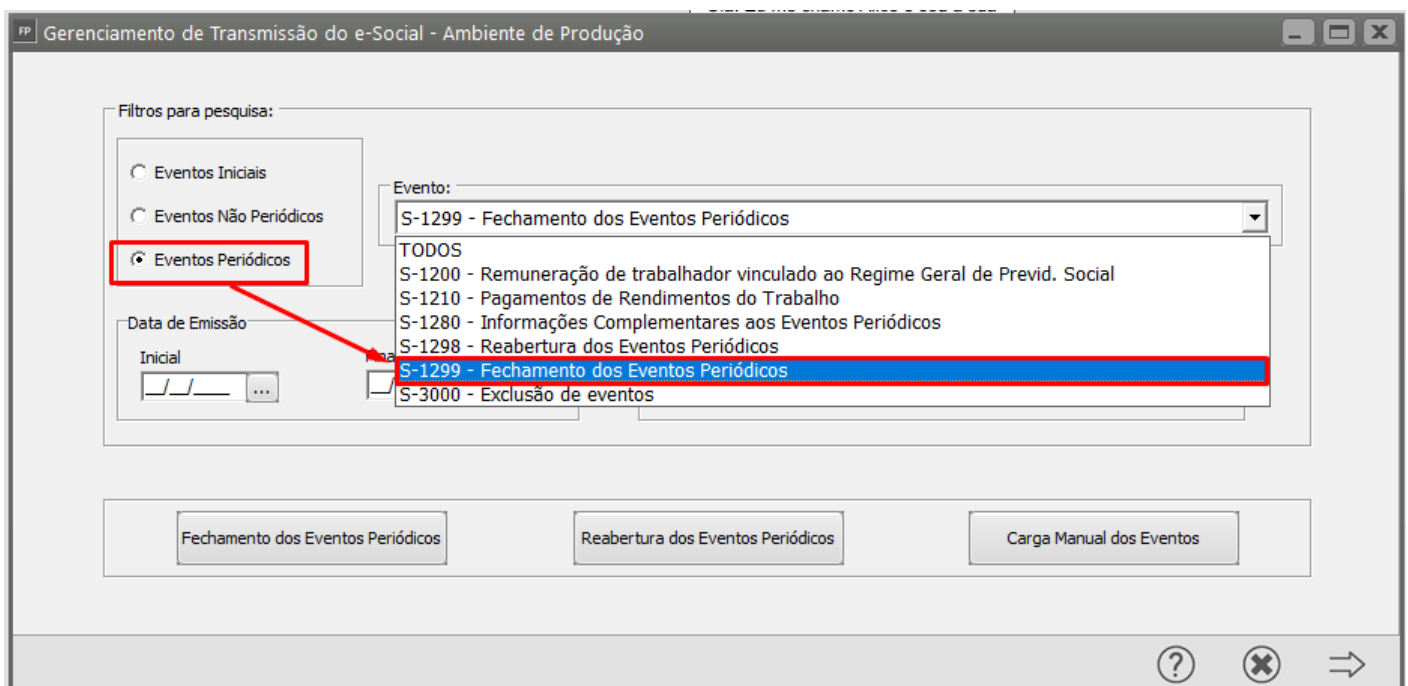 FP Gerenciamento de Transmissão do e-Social - Ambiente de Produção
Filtros para pesquisa:
Eventos Iniciais
Eventos Não Periódicos
Eventos Periódicos
Evento:
S-1299 - Fechamento dos Eventos Periódicos
TODOS
S-1200 - Remuneração de trabalhador vinculado ao Regime Geral de Previd. Social
S-1210 - Pagamentos de Rendimentos do Trabalho
S-1280 - Informações Complementares aos Eventos Periódicos
S-1298 - Reabertura dos Eventos Periódicos
S-1299 - Fechamento dos Eventos Periódicos
S-3000 - Exclusão de eventos
Data de Emissão
Inicial
__/__/____ ...
Fechamento dos Eventos Periódicos
Reabertura dos Eventos Periódicos
Carga Manual dos Eventos